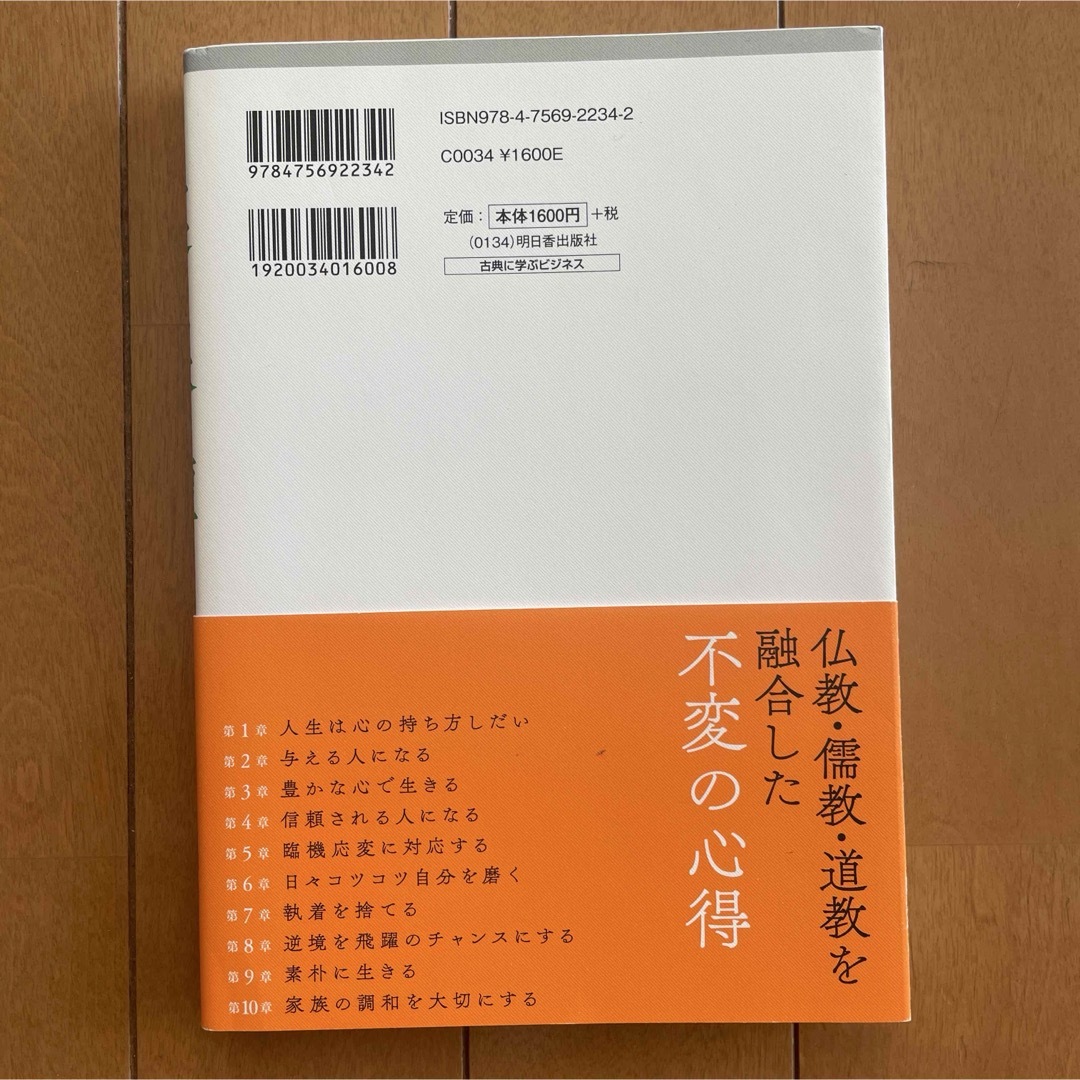 ISBN978-4-7569-2234-2
9784756922342
C0034 ¥1600E
定価：本体1600円+税
(0134)明日香出版社
1920034016008
古典に学ぶビジネス
仏教・儒教・道教を
融合した
不変の心得
第1章 人生は心の持ち方しだい
第2章 与える人になる
第3章 豊かな心で生きる
第4章 信頼される人になる
第5章 臨機応変に対応する
第6章 日々コツコツ自分を磨く
第7章 執着を捨てる
第8章 逆境を飛躍のチャンスにする
第9章 素朴に生きる
第10章 家族の調和を大切にする